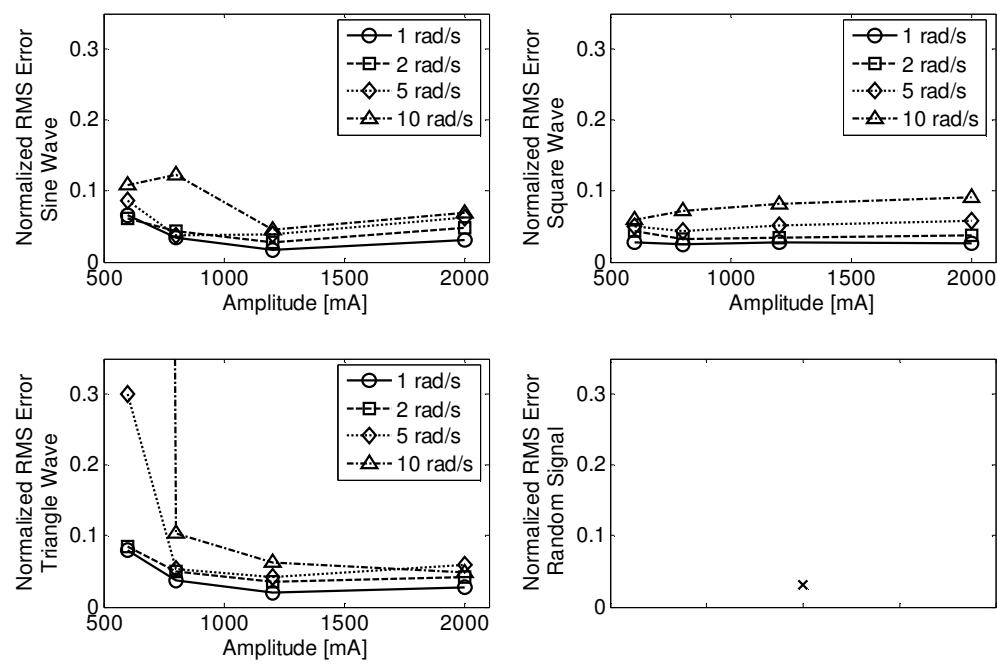 Normalized RMS Error
Sine Wave
0.3
0.2
0.1
0
500 1000 1500 2000
Amplitude [mA]
1 rad/s
2 rad/s
5 rad/s
10 rad/s
Normalized RMS Error
Square Wave
0.3
0.2
0.1
0
500 1000 1500 2000
Amplitude [mA]
1 rad/s
2 rad/s
5 rad/s
10 rad/s
Normalized RMS Error
Triangle Wave
0.3
0.2
0.1
0
500 1000 1500 2000
Amplitude [mA]
1 rad/s
2 rad/s
5 rad/s
10 rad/s
Normalized RMS Error
Random Signal
0.3
0.2
0.1
0